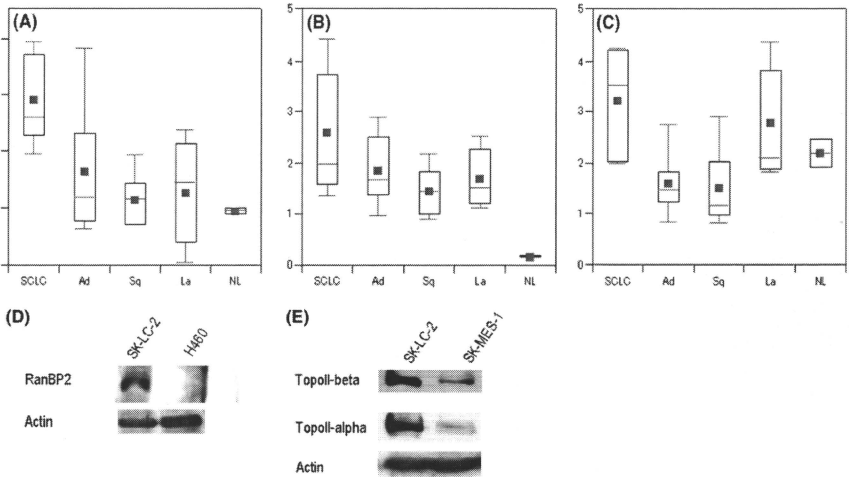 (A)
SCLC Ad Sq La NL
(B)
5
4
3
2
1
0
SCLC Ad Sq La NL
(C)
5
4
3
2
1
0
SCLC Ad Sq La NL
(D)
SK-LC-2 H460
RanBP2
Actin
(E)
SK-LC-2 SK-MES-1
TopoII-beta
TopoII-alpha
Actin